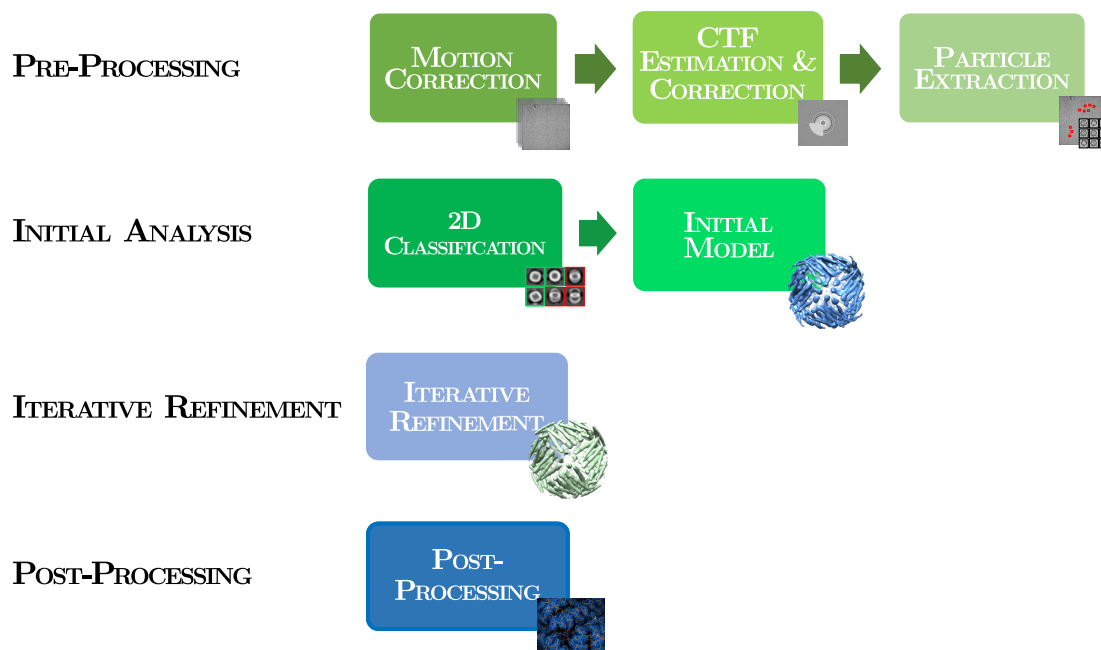 Pre-Processing
Motion
Correction
CTF
Estimation &
Correction
Particle
Extraction
Initial Analysis
2D
Classification
Initial
Model
Iterative Refinement
Iterative
Refinement
Post-Processing
Post-
Processing